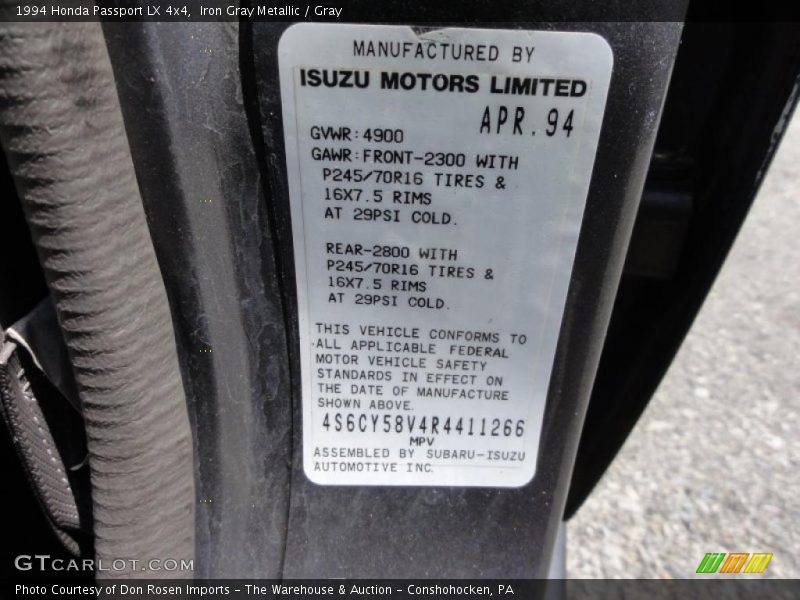 1994 Honda Passport LX 4x4,  Iron Gray Metallic / Gray
MANUFACTURED BY
ISUZU MOTORS LIMITED
APR.94
GVWR:4900
GAWR:FRONT-2300 WITH
P245/70R16 TIRES &
16X7.5 RIMS
AT 29PSI COLD.
REAR-2800 WITH
P245/70R16 TIRES &
16X7.5 RIMS
AT 29PSI COLD.
THIS VEHICLE CONFORMS TO
ALL APPLICABLE FEDERAL
MOTOR VEHICLE SAFETY
STANDARDS IN EFFECT ON
THE DATE OF MANUFACTURE
SHOWN ABOVE.
4S6CY58V4R4411266
MPV
ASSEMBLED BY SUBARU-ISUZU
AUTOMOTIVE INC.
GTCARLOT.COM
Photo Courtesy of Don Rosen Imports – The Warehouse & Auction – Conshohocken, PA